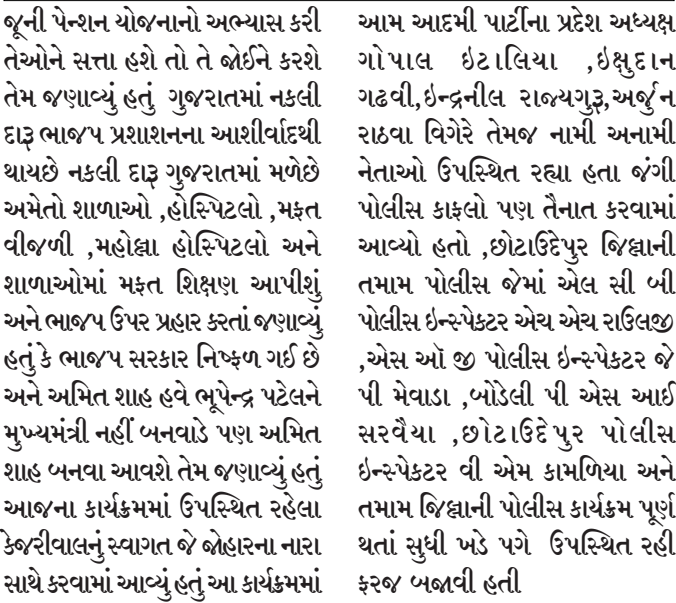 જૂની પેન્શન યોજનાનો અભ્યાસ કરી
તેઓને સત્તા હશે તો તે જોઈને કરશે
તેમ જણાવ્યું હતું ગુજરાતમાં નકલી
દારૂ ભાજપ પ્રશાશનના આશીર્વાદથી
થાયછે નકલી દારૂ ગુજરાતમાં મળેછે
અમેતો શાળાઓ ,હોસ્પિટલો ,મફત
વીજળી ,મહોલ્લા હોસ્પિટલો અને
શાળાઓમાં મફત શિક્ષણ આપીશું
અને ભાજપ ઉપર પ્રહાર કરતાં જણાવ્યું
હતું કે ભાજપ સરકાર નિષ્ફળ ગઈ છે
અને અમિત શાહ હવે ભૂપેન્દ્ર પટેલને
મુખ્યમંત્રી નહીં બનવાડે પણ અમિત
શાહ બનવા આવશે તેમ જણાવ્યું હતું
આજના કાર્યક્રમમાં ઉપસ્થિત રહેલા
કેજરીવાલનું સ્વાગત જે જોહારના નારા
સાથે કરવામાં આવ્યું હતું આ કાર્યક્રમમાં
આમ આદમી પાર્ટીના પ્રદેશ અધ્યક્ષ
ગોપાલ ઇટાલિયા ,ઇક્ષુદાન
ગઢવી,ઇન્દ્રનીલ રાજ્યગુરૂ,અર્જુન
રાઠવા વિગેરે તેમજ નામી અનામી
નેતાઓ ઉપસ્થિત રહ્યા હતા જંગી
પોલીસ કાફલો પણ તૈનાત કરવામાં
આવ્યો હતો ,છોટાઉદેપુર જિલ્લાની
તમામ પોલીસ જેમાં એલ સી બી
પોલીસ ઇન્સ્પેકટર એચ એચ રાઉલજી
,એસ ઑ જી પોલીસ ઇન્સ્પેકટર જે
પી મેવાડા ,બોડેલી પી એસ આઈ
સરવૈયા ,છોટાઉદેપુર પોલીસ
ઇન્સ્પેકટર વી એમ કામળિયા અને
તમામ જિલ્લાની પોલીસ કાર્યક્રમ પૂર્ણ
થતાં સુધી ખડે પગે ઉપસ્થિત રહી
ફરજ બજાવી હતી